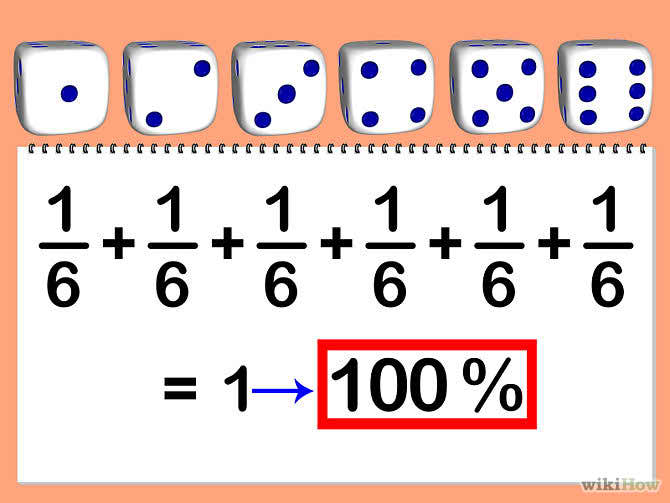 1/6 + 1/6 + 1/6 + 1/6 + 1/6 + 1/6
= 1 → 100 %
wikiHow